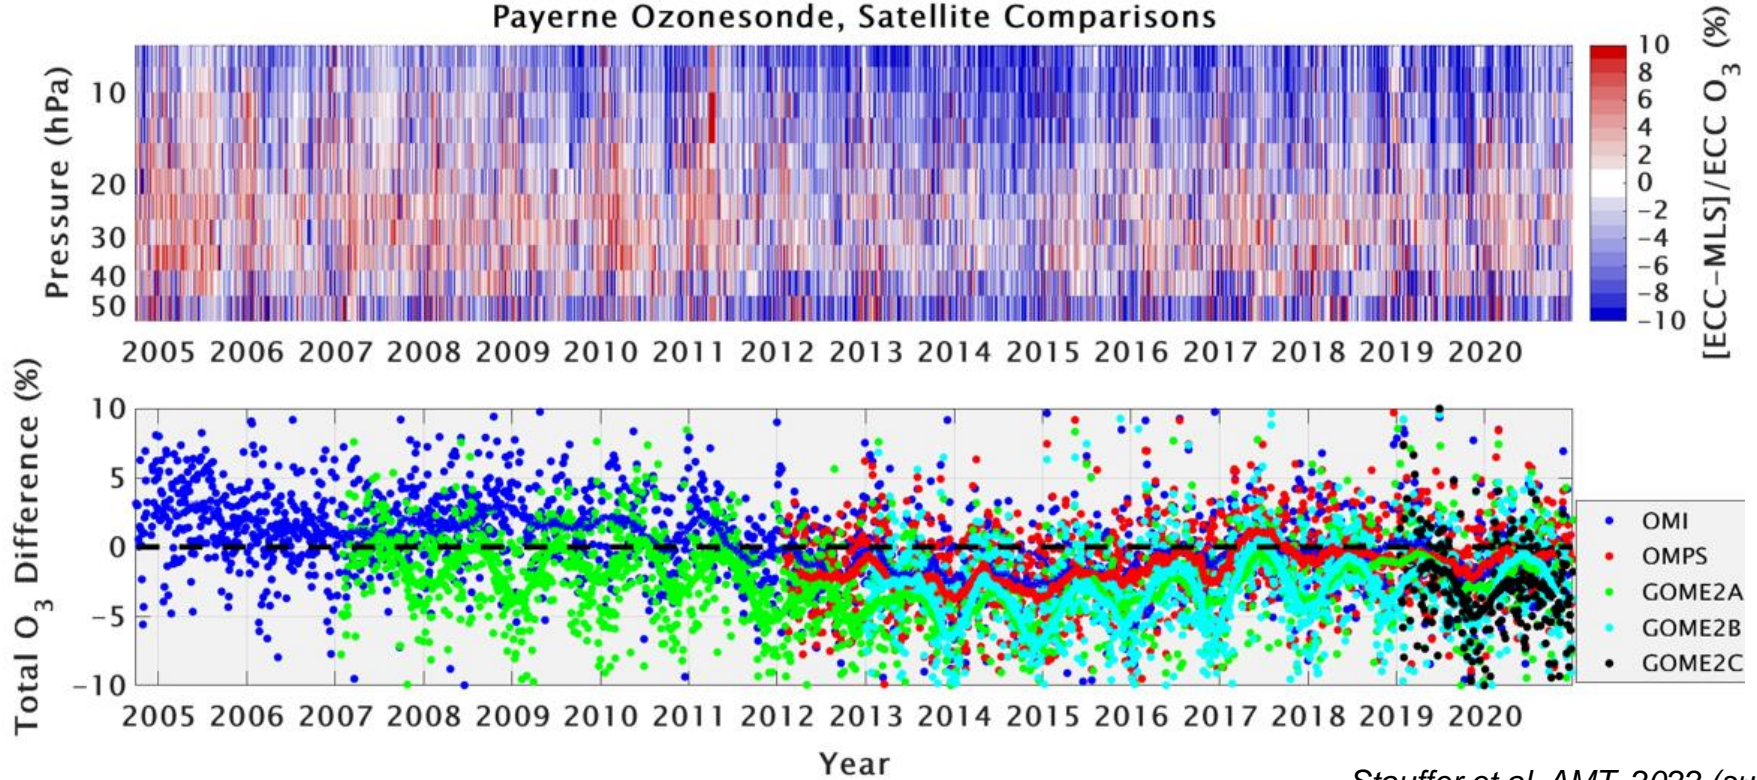 Payerne Ozonesonde, Satellite Comparisons
Pressure (hPa)
10
20
30
40
50
2005 2006 2007 2008 2009 2010 2011 2012 2013 2014 2015 2016 2017 2018 2019 2020
10
8
6
4
2
0
−2
−4
−6
−8
−10
[ECC−MLS]/ECC O3 (%)
Total O3 Difference (%)
10
5
0
−5
−10
2005 2006 2007 2008 2009 2010 2011 2012 2013 2014 2015 2016 2017 2018 2019 2020
Year
OMI
OMPS
GOME2A
GOME2B
GOME2C
Stauffer et al. AMT, 2022